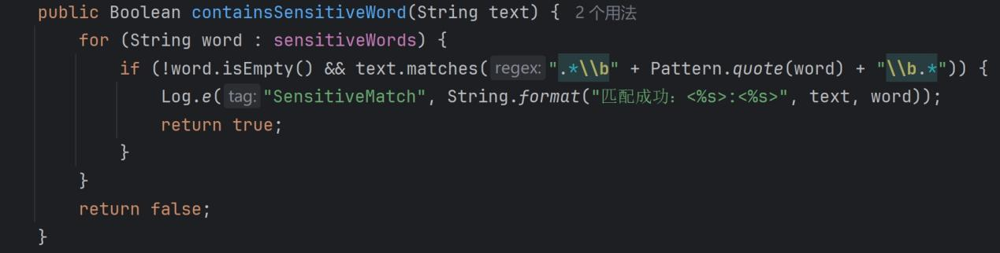 public Boolean containsSensitiveWord(String text) { 2 个用法
for (String word : sensitiveWords) {
if (!word.isEmpty() && text.matches( regex: ".*\\b" + Pattern.quote(word) + "\\b.*")) {
Log.e( tag: "SensitiveMatch", String.format("匹配成功: <%s>:<%s>", text, word));
return true;
}
}
return false;
}